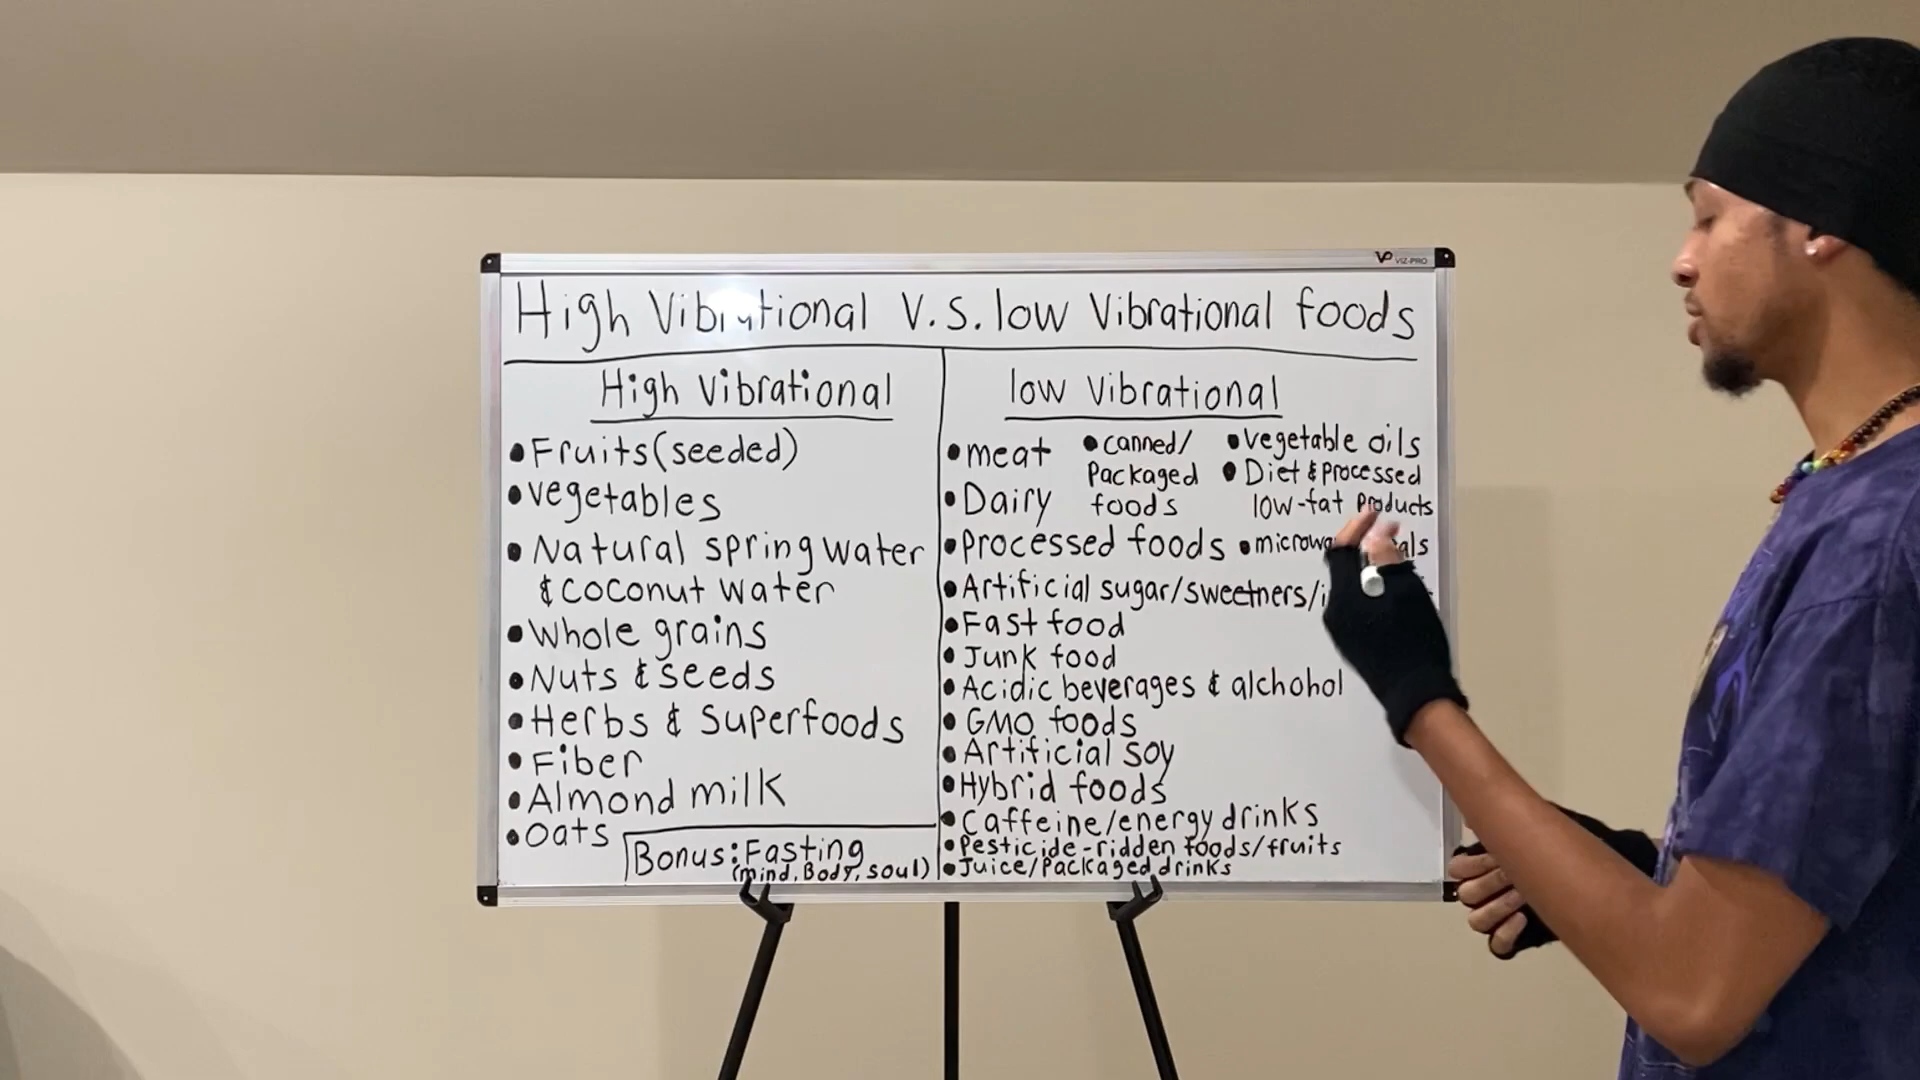 VP VIZ-PRO
High Vibrational V.S. low Vibrational foods
High Vibrational
• Fruits (seeded)
• vegetables
• Natural spring water
& coconut water
• Whole grains
• Nuts & seeds
• Herbs & Superfoods
• Fiber
• Almond milk
• Oats
Bonus: Fasting
(mind, Body, soul)
low Vibrational
• meat
• Dairy
• canned/
Packaged
foods
• vegetable oils
• Diet & processed
low-fat products
• Processed foods
• Artificial sugar/sweetners/
• Fast food
• Junk food
• Acidic beverages & alchohol
• GMO foods
• Artificial soy
• Hybrid foods
• Caffeine/energy drinks
• Pesticide-ridden foods/fruits
• Juice/Packaged drinks